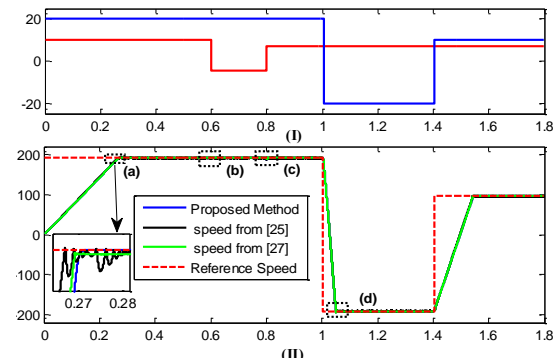 20
10
0
-20
0 0.2 0.4 0.6 0.8 1 1.2 1.4 1.6 1.8
(I)
200
100
0
100
200
(a) (b) (c)
Proposed Method
speed from [25]
speed from [27]
Reference Speed
0.27 0.28
(d)
0 0.2 0.4 0.6 0.8 1 1.2 1.4 1.6 1.8
(II)